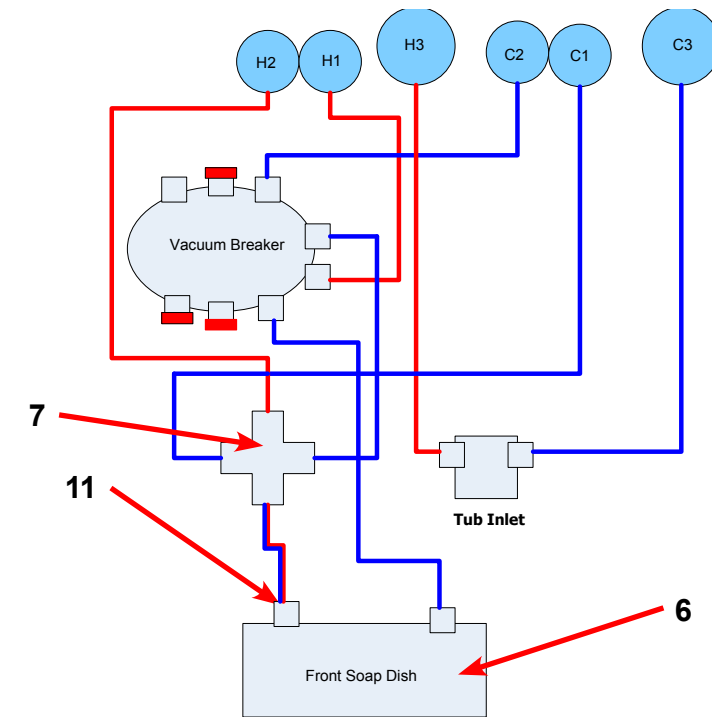 H2
H1
H3
C2
C1
C3
Vacuum Breaker
7
11
Tub Inlet
6
Front Soap Dish